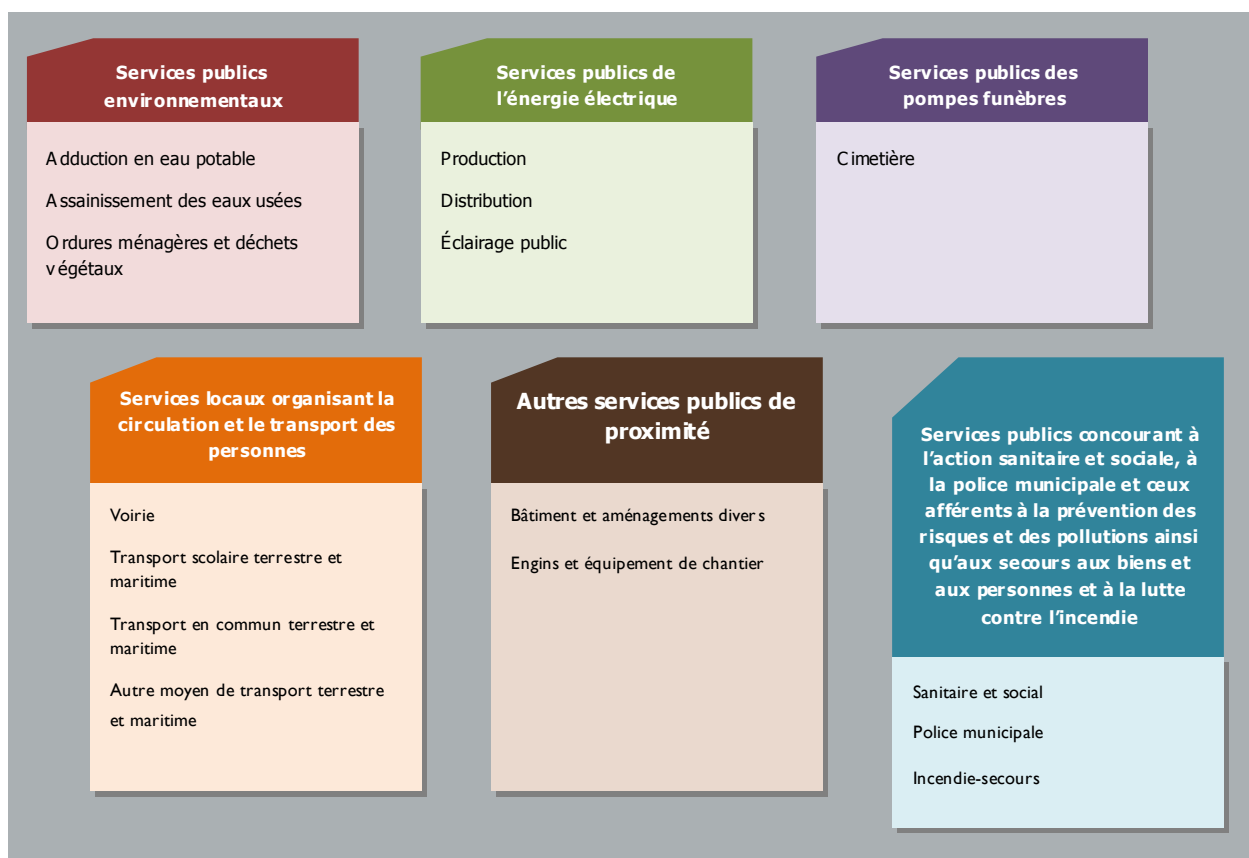 Services publics
environnementaux
Adduction en eau potable
Assainissement des eaux usées
Ordures ménagères et déchets
végétaux
Services publics de
l’énergie électrique
Production
Distribution
Éclairage public
Services publics des
pompes funèbres
Cimetière
Services locaux organisant la
circulation et le transport des
personnes
Voirie
Transport scolaire terrestre et
maritime
Transport en commun terrestre et
maritime
Autre moyen de transport terrestre
et maritime
Autres services publics de
proximité
Bâtiment et aménagements divers
Engins et équipement de chantier
Services publics concourant à
l’action sanitaire et sociale, à
la police municipale et ceux
afférents à la prévention des
risques et des pollutions ainsi
qu’aux secours aux biens et
aux personnes et à la lutte
contre l’incendie
Sanitaire et social
Police municipale
Incendie-secours